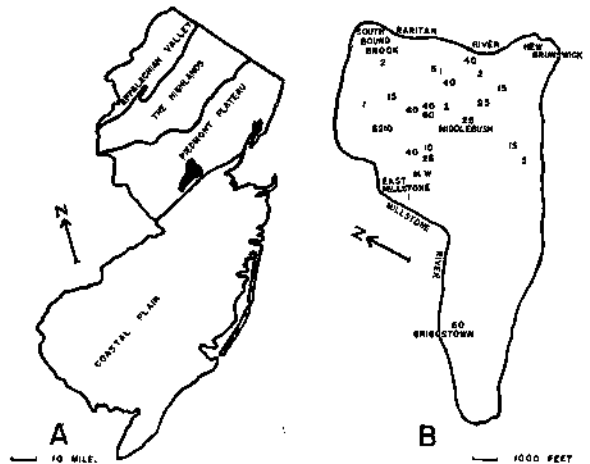 APPALACHIAN VALLEY
THE HIGHLANDS
PIEDMONT PLATEAU
N
COASTAL PLAIN
A
10 MILE.
SOUTH
BOUND
BROOK
RARITAN
RIVER
NEW
BRUNSWICK
2
40
5
1
2
40
15
15
1
40
40
60
1
25
25
MIDDLEBUSH
10
15
40
25
M W
EAST
MILLSTONE
1
MILLSTONE
RIVER
N
60
GRIGGSTOWN
B
1000 FEET